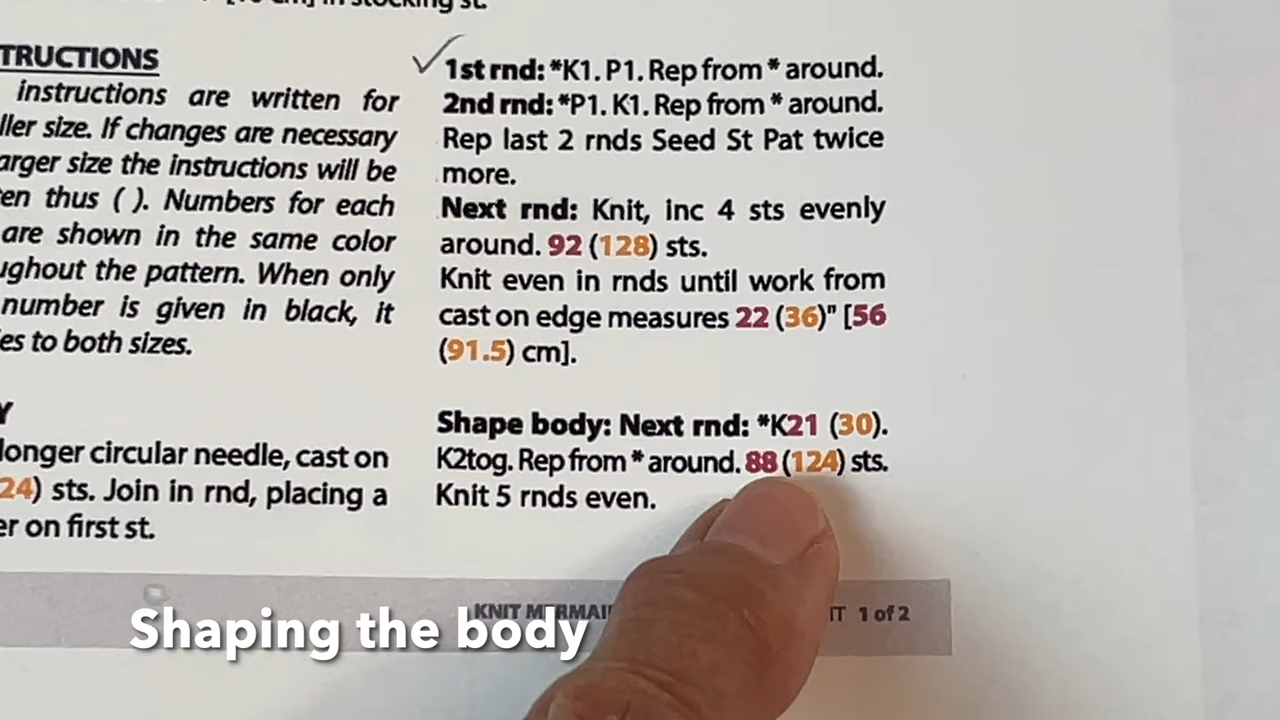 in stocking st.
TRUCTIONS
instructions are written for
ller size. If changes are necessary
arger size the instructions will be
en thus ( ). Numbers for each
are shown in the same color
ughout the pattern. When only
number is given in black, it
es to both sizes.
Y
longer circular needle, cast on
24) sts. Join in rnd, placing a
er on first st.
1st rnd: *K1. P1. Rep from * around.
2nd rnd: *P1. K1. Rep from * around.
Rep last 2 rnds Seed St Pat twice
more.
Next rnd: Knit, inc 4 sts evenly
around. 92 (128) sts.
Knit even in rnds until work from
cast on edge measures 22 (36)" [56
(91.5) cm].
Shape body: Next rnd: *K21 (30).
K2tog. Rep from * around. 88 (124) sts.
Knit 5 rnds even.
KNIT MERMAI IT 1 of 2
Shaping the body